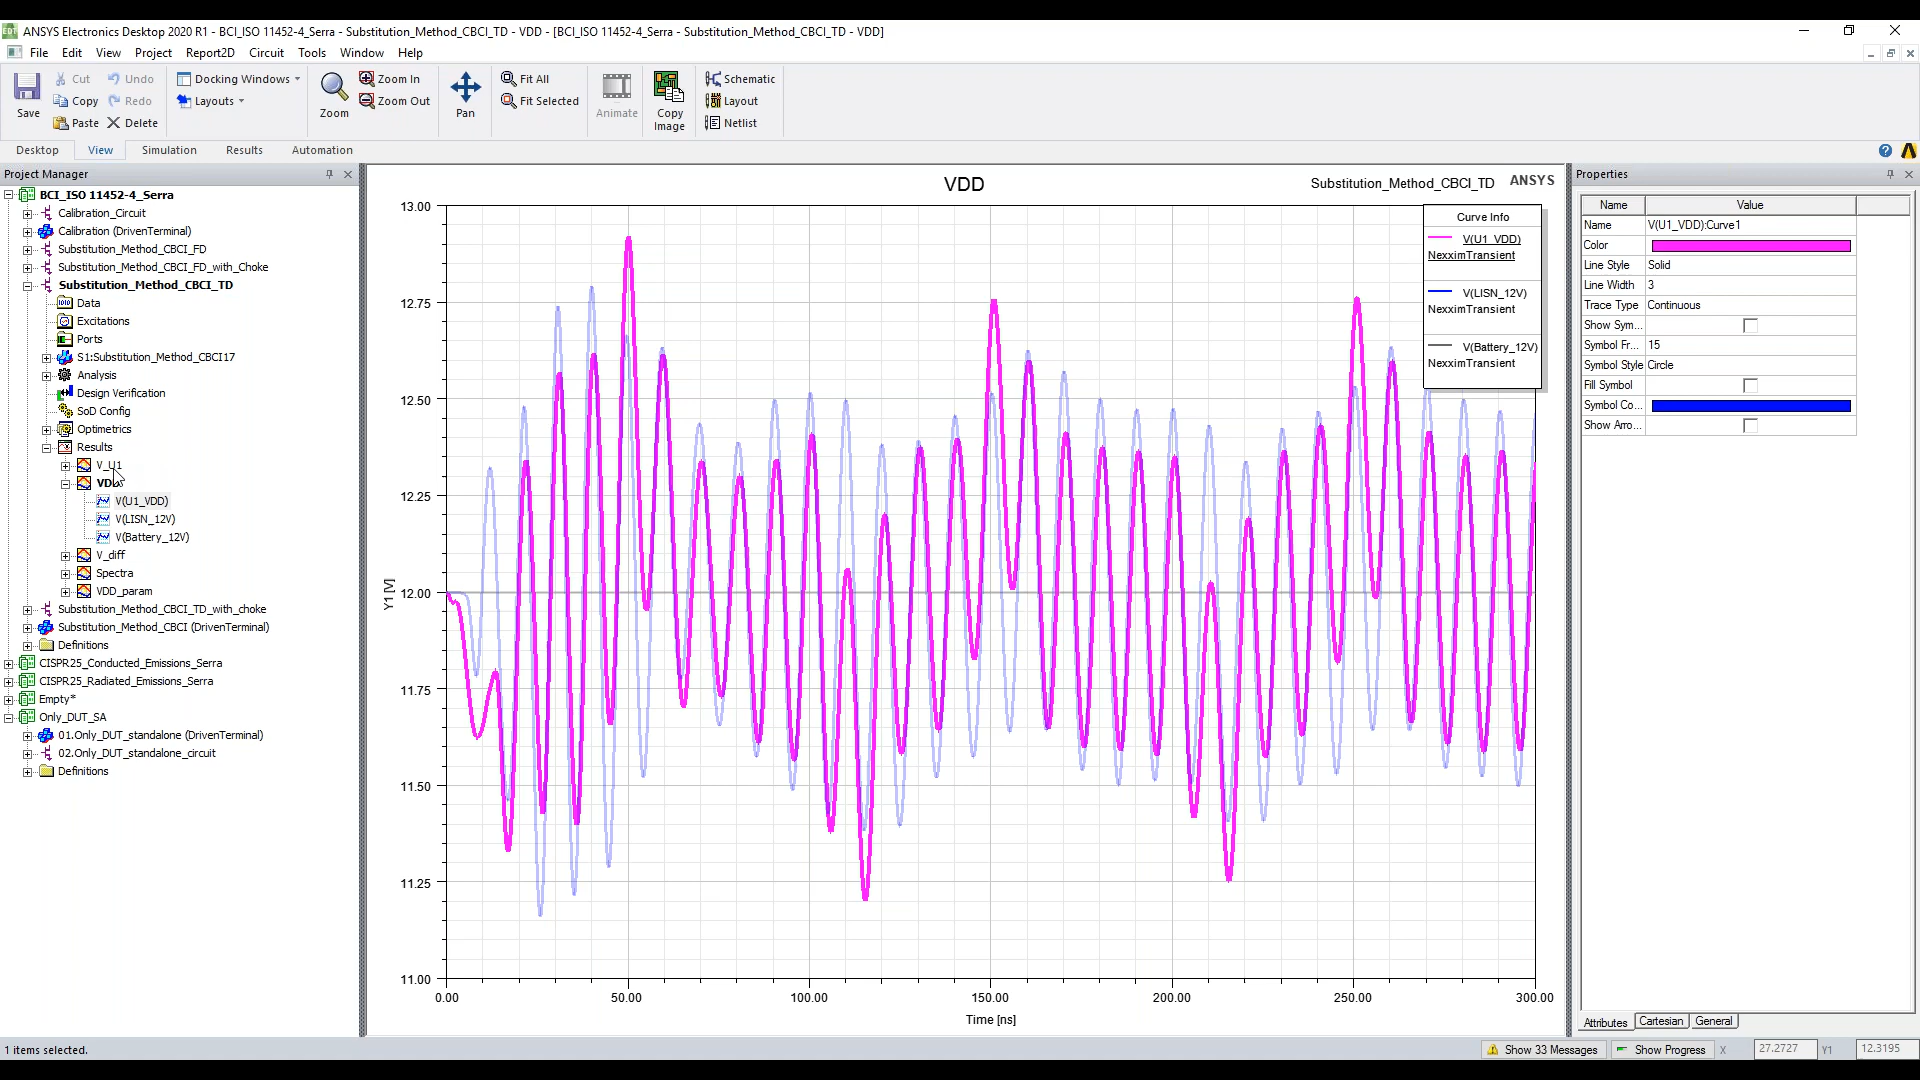 ANSYS Electronics Desktop 2020 R1 - BCI_ISO 11452-4_Serra - Substitution_Method_CBCI_TD - VDD - [BCI_ISO 11452-4_Serra - Substitution_Method_CBCI_TD - VDD]
File Edit View Project Report2D Circuit Tools Window Help
Save
Cut
Copy
Paste
Undo
Redo
Delete
Docking Windows
Layouts
Zoom
Zoom In
Zoom Out
Pan
Fit All
Fit Selected
Animate
Copy
Image
Schematic
Layout
Netlist
Desktop View Simulation Results Automation
Project Manager
BCI_ISO 11452-4_Serra
Calibration_Circuit
Calibration (DrivenTerminal)
Substitution_Method_CBCI_FD
Substitution_Method_CBCI_FD_with_Choke
Substitution_Method_CBCI_TD
Data
Excitations
Ports
S1:Substitution_Method_CBCI17
Analysis
Design Verification
SoD Config
Optimetrics
Results
V_U1
V(U1_VDD)
V(LISN_12V)
V(Battery_12V)
V_diff
Spectra
VDD_param
Substitution_Method_CBCI_TD_with_choke
Substitution_Method_CBCI (DrivenTerminal)
Definitions
CISPR25_Conducted_Emissions_Serra
CISPR25_Radiated_Emissions_Serra
Empty*
Only_DUT_SA
01.Only_DUT_standalone (DrivenTerminal)
02.Only_DUT_standalone_circuit
Definitions
VDD
Substitution_Method_CBCI_TD ANSYS
Curve Info
V(U1_VDD)
NexximTransient
V(LISN_12V)
NexximTransient
V(Battery_12V)
NexximTransient
13.00
12.75
12.50
12.25
12.00
11.75
11.50
11.25
11.00
Y1 [V]
0.00 50.00 100.00 150.00 200.00 250.00 300.00
Time [ns]
Properties
Name Value
Name V(U1_VDD):Curve1
Color
Line Style Solid
Line Width 3
Trace Type Continuous
Show Sym...
Symbol Fr... 15
Symbol Style Circle
Fill Symbol
Symbol Co...
Show Arro...
Attributes Cartesian General
1 items selected.
Show 33 Messages Show Progress X 27.2727 Y1 12.3195